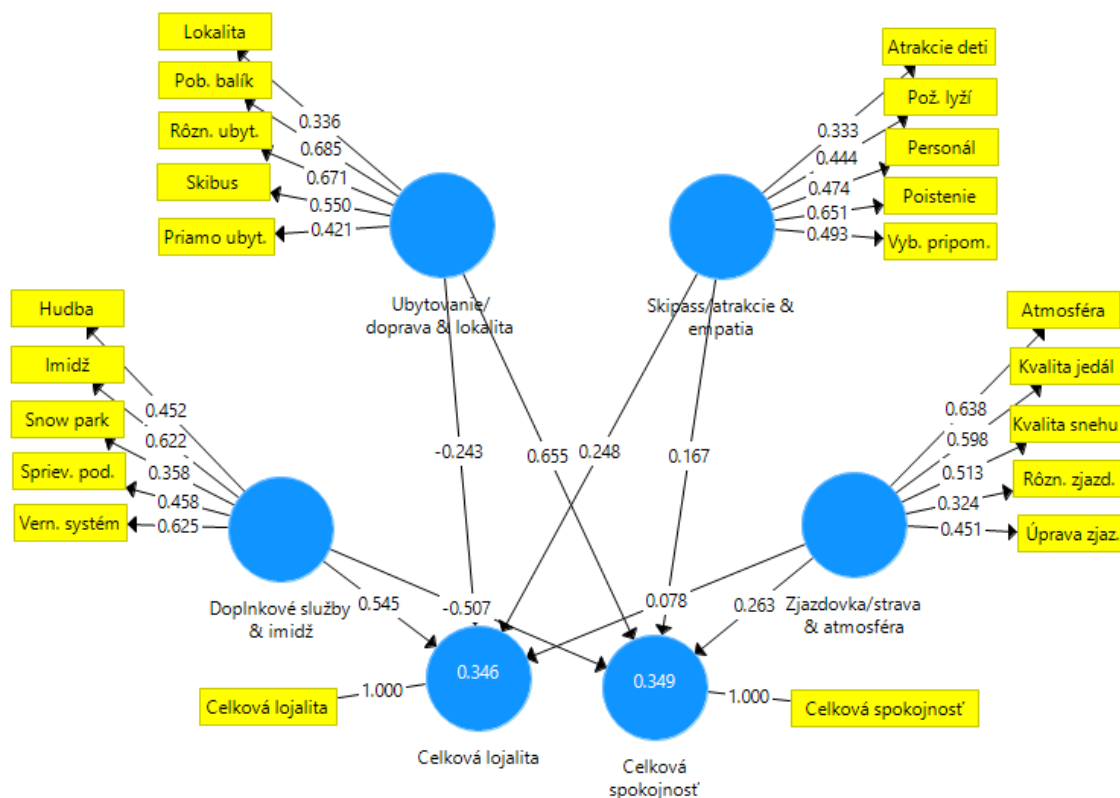 Lokalita
Pob. balík
Rôzn. ubyt.
Skibus
Priamo ubyt.
0.336
0.685
0.671
0.550
0.421
Ubytovanie/
doprava & lokalita
Atrakcie deti
Pož. lyží
Personál
Poistenie
Vyb. pripom.
0.333
0.444
0.474
0.651
0.493
Skipass/atrakcie &
empatia
Hudba
Imidž
Snow park
Spriev. pod.
Vern. systém
0.452
0.622
0.358
0.458
0.625
Doplnkové služby
& imidž
Atmosféra
Kvalita jedál
Kvalita snehu
Rôzn. zjazd.
Úprava zjaz.
0.638
0.598
0.513
0.324
0.451
Zjazdovka/strava
& atmosféra
-0.243
0.655
0.248
0.167
0.545
-0.507
0.078
0.263
0.346
0.349
1.000
1.000
Celková lojalita
Celková spokojnosť
Celková lojalita
Celková
spokojnosť